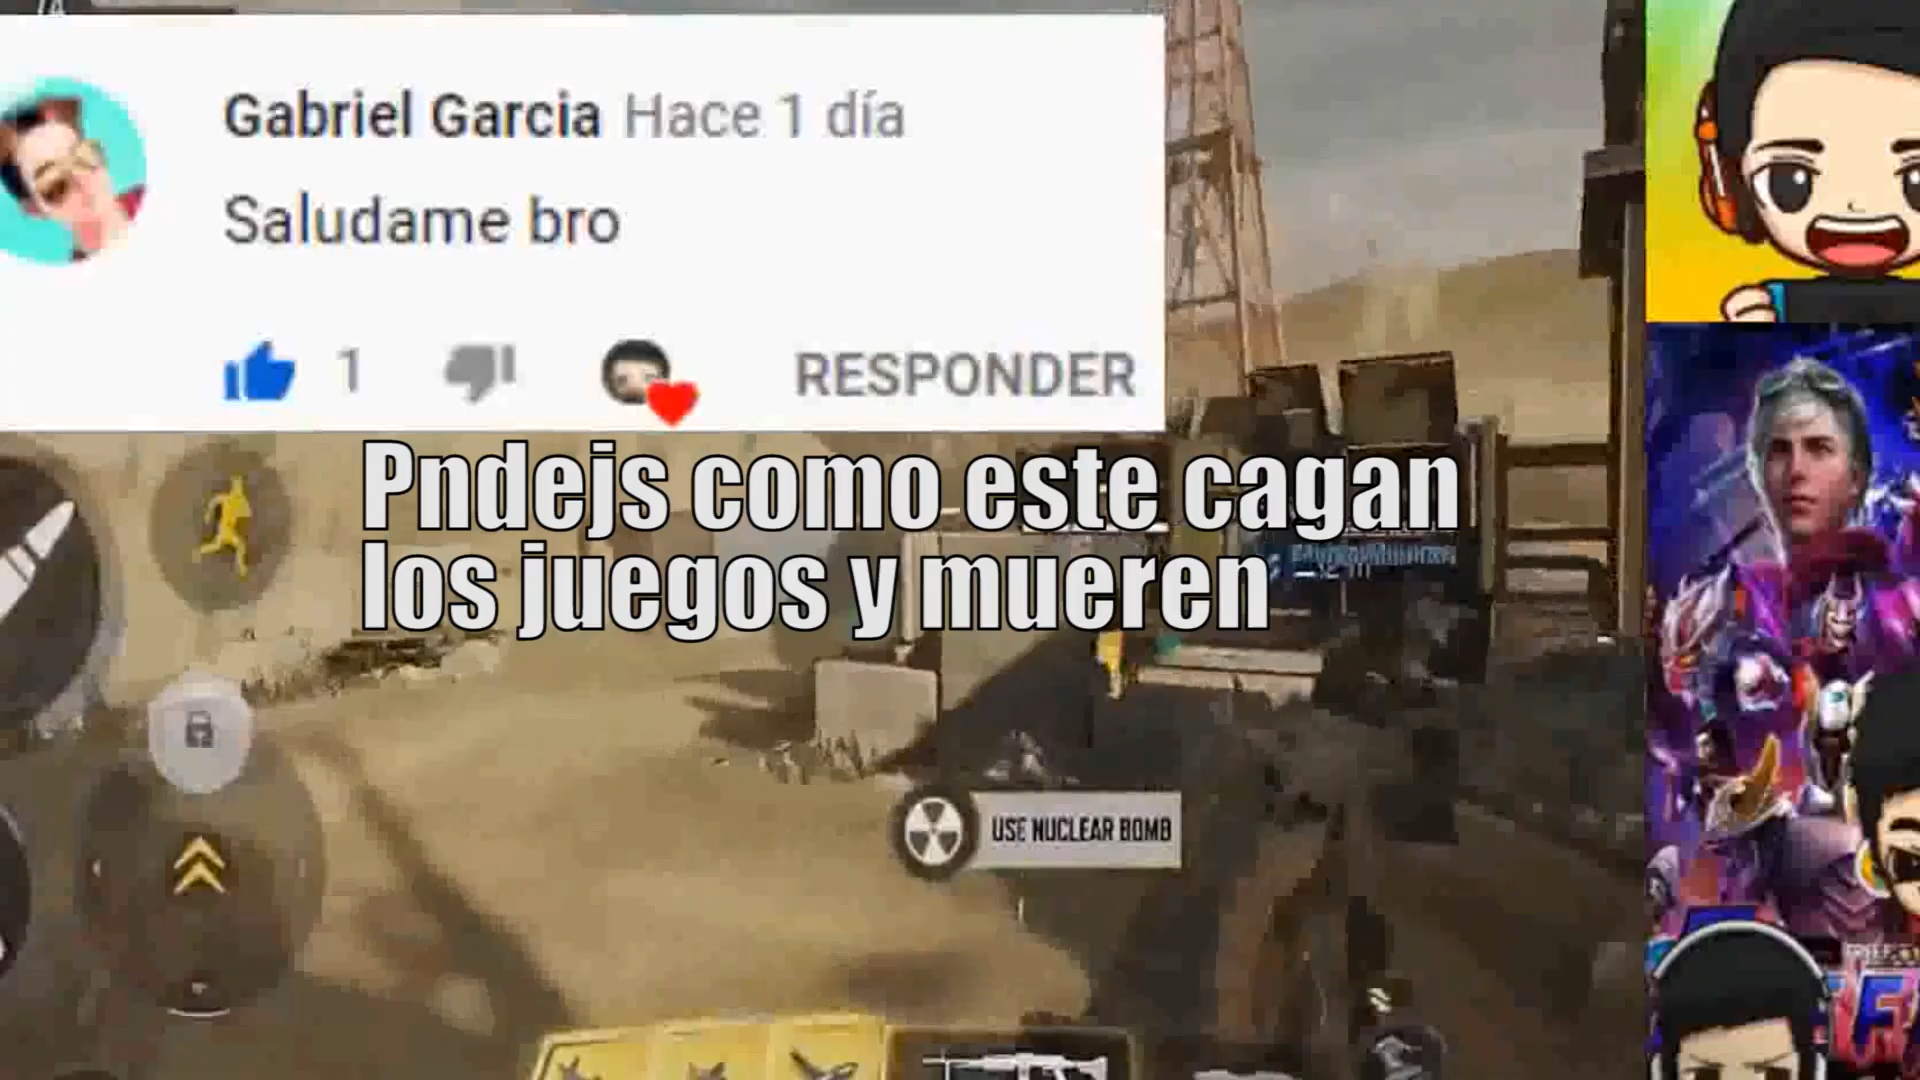 Gabriel Garcia Hace 1 día
Saludame bro
1
RESPONDER
Pndejs como este cagan
los juegos y mueren
USE NUCLEAR BOMB